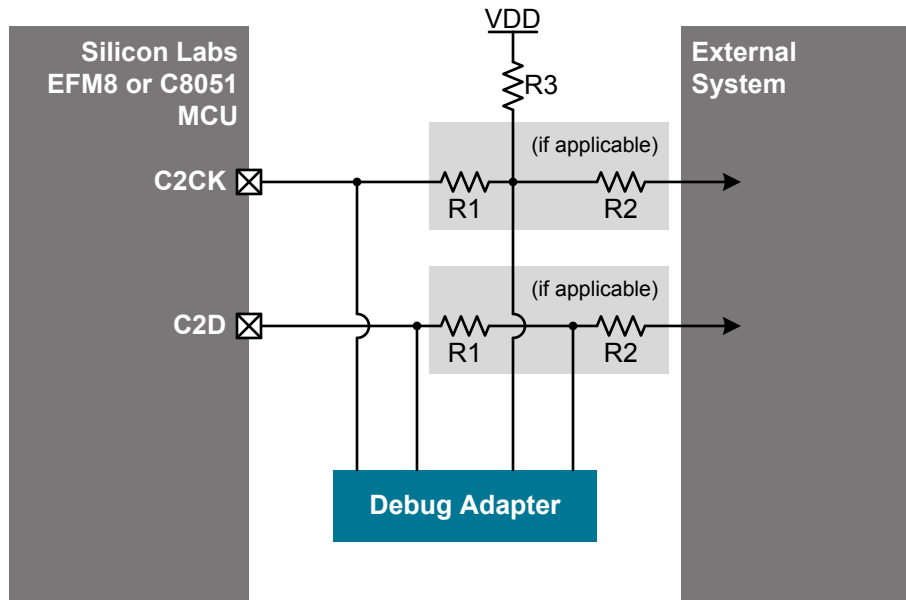 VDD
Silicon Labs
EFM8 or C8051
MCU
External
System
R3
(if applicable)
C2CK
R1
R2
(if applicable)
C2D
R1
R2
Debug Adapter